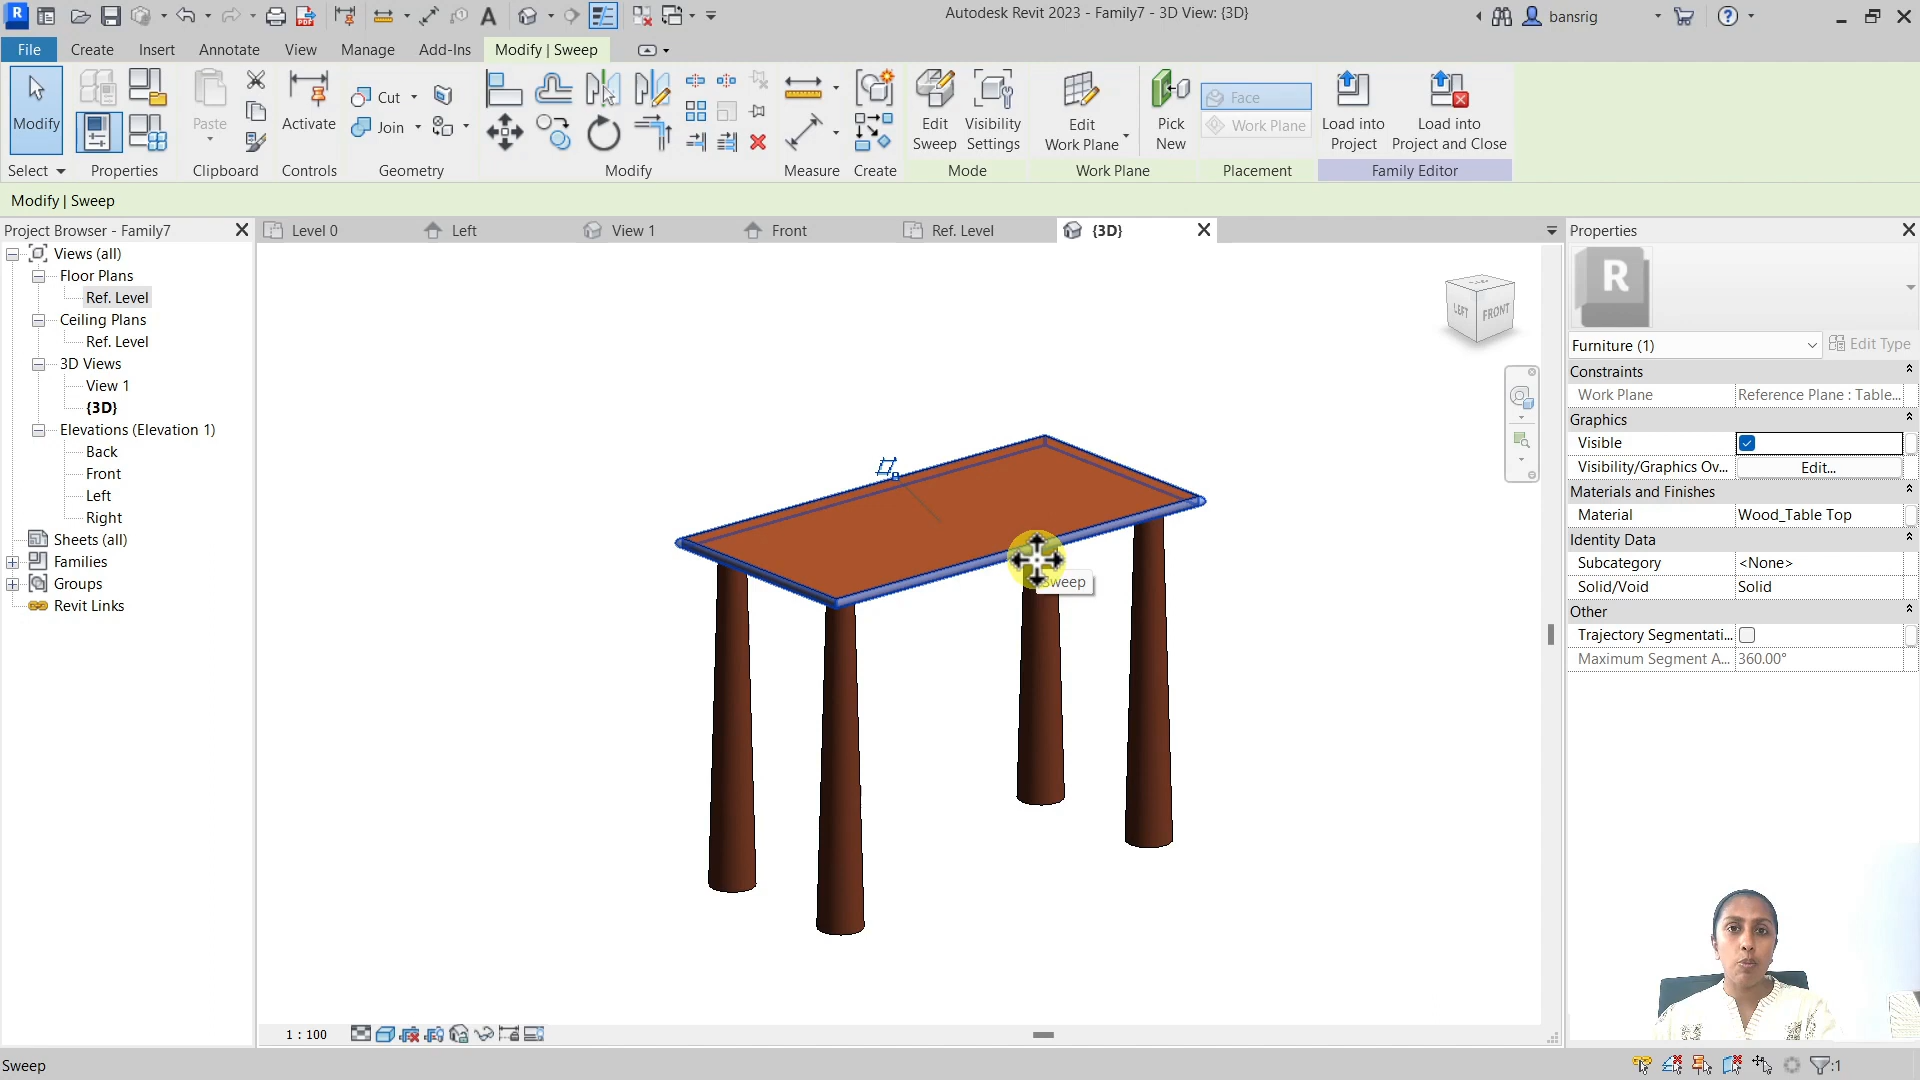 Autodesk Revit 2023 - Family7 - 3D View: {3D}
bansrig
File
Create
Insert
Annotate
View
Manage
Add-Ins
Modify | Sweep
Modify
Paste
Activate
Cut
Join
Edit
Sweep
Visibility
Settings
Edit
Work Plane
Pick
New
Face
Work Plane
Load into
Project
Load into
Project and Close
Select
Properties
Clipboard
Controls
Geometry
Modify
Measure
Create
Mode
Work Plane
Placement
Family Editor
Modify | Sweep
Project Browser - Family7
Level 0
Left
View 1
Front
Ref. Level
{3D}
Properties
Views (all)
Floor Plans
Ref. Level
Ceiling Plans
Ref. Level
3D Views
View 1
{3D}
Elevations (Elevation 1)
Back
Front
Left
Right
Sheets (all)
Families
Groups
Revit Links
LEFT
FRONT
Sweep
R
Furniture (1)
Edit Type
Constraints
Work Plane Reference Plane : Table...
Graphics
Visible
Visibility/Graphics Ov... Edit...
Materials and Finishes
Material Wood_Table Top
Identity Data
Subcategory <None>
Solid/Void Solid
Other
Trajectory Segmentati...
Maximum Segment A... 360.00°
1 : 100
Sweep
:1